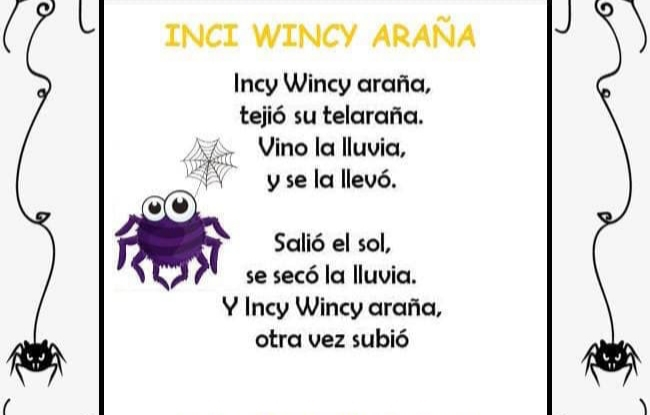 INCI WINCY ARAÑA
Incy Wincy araña,
tejió su telaraña.
Vino la lluvia,
y se la llevó.
Salió el sol,
se secó la lluvia.
Y Incy Wincy araña,
otra vez subió